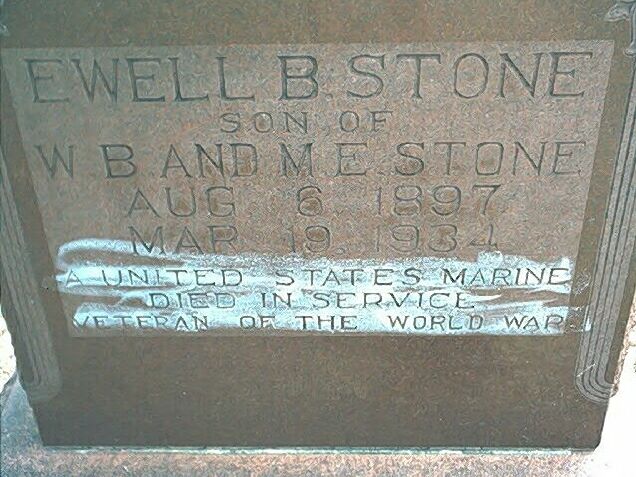 EWELL B. STONE
SON OF
W. B. AND M. E. STONE
AUG. 6, 1897
MAR. 19, 1934
A UNITED STATES MARINE
DIED IN SERVICE
VETERAN OF THE WORLD WAR